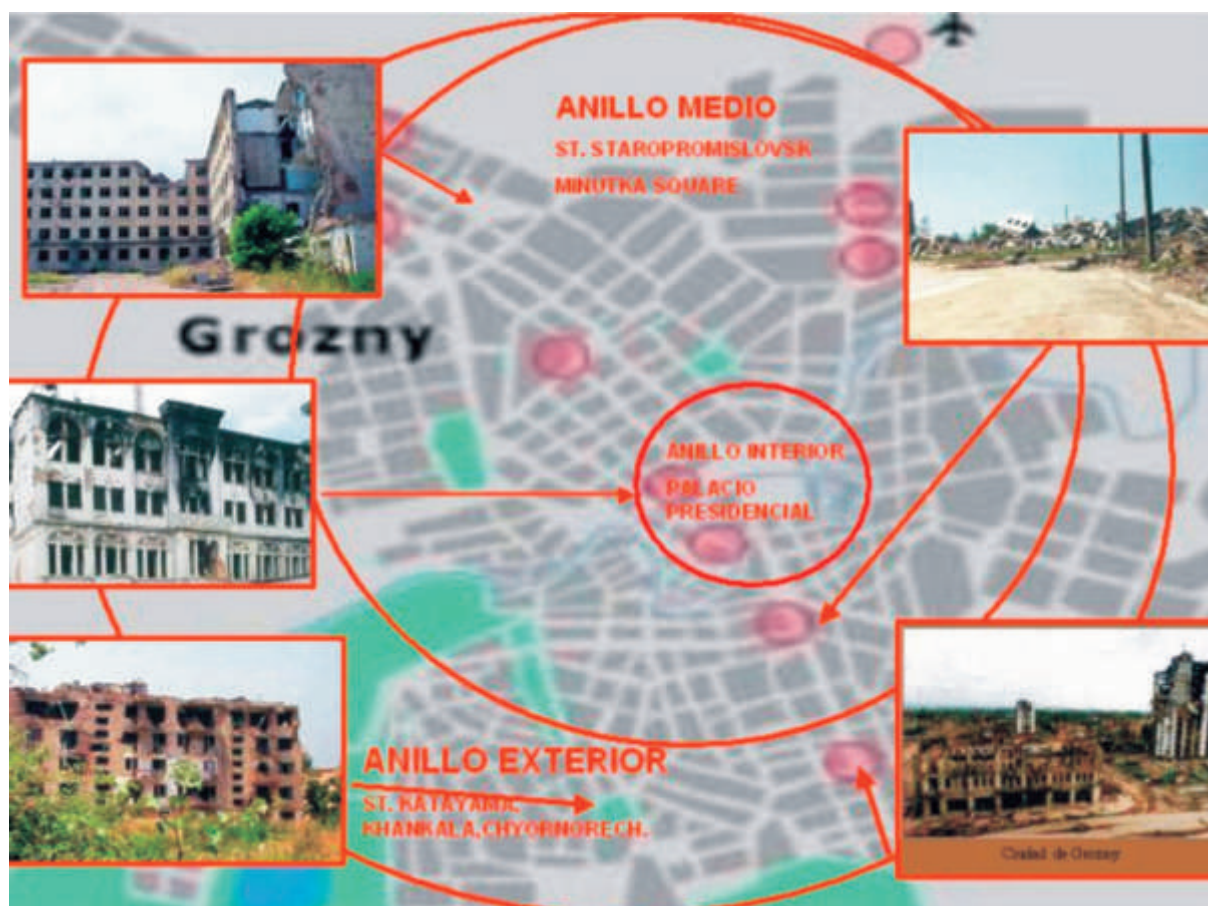 ANILLO MEDIO
ST. STAROPROMISLOVSK
MINUTKA SQUARE
Grozny
ANILLO INTERIOR
PALACIO
PRESIDENCIAL
ANILLO EXTERIOR
ST. KATAYAMA,
KHANKALA,CHYORNORECH.
Ciudad de Grozny